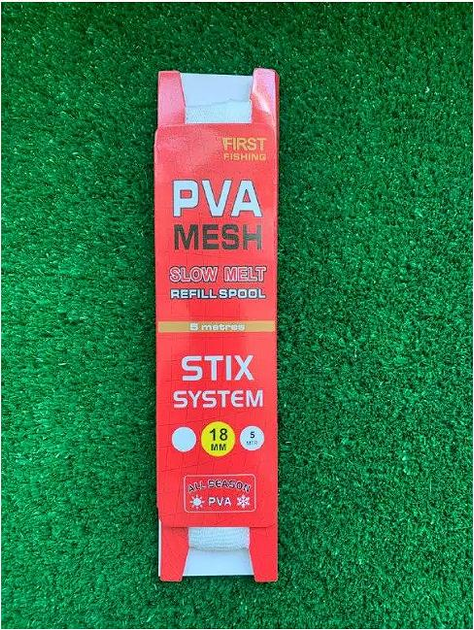 FIRST
FISHING
PVA
MESH
SLOW MELT
REFILL SPOOL
5 metres
STIX
SYSTEM
18
MM
5
MTR
ALL SEASON
PVA